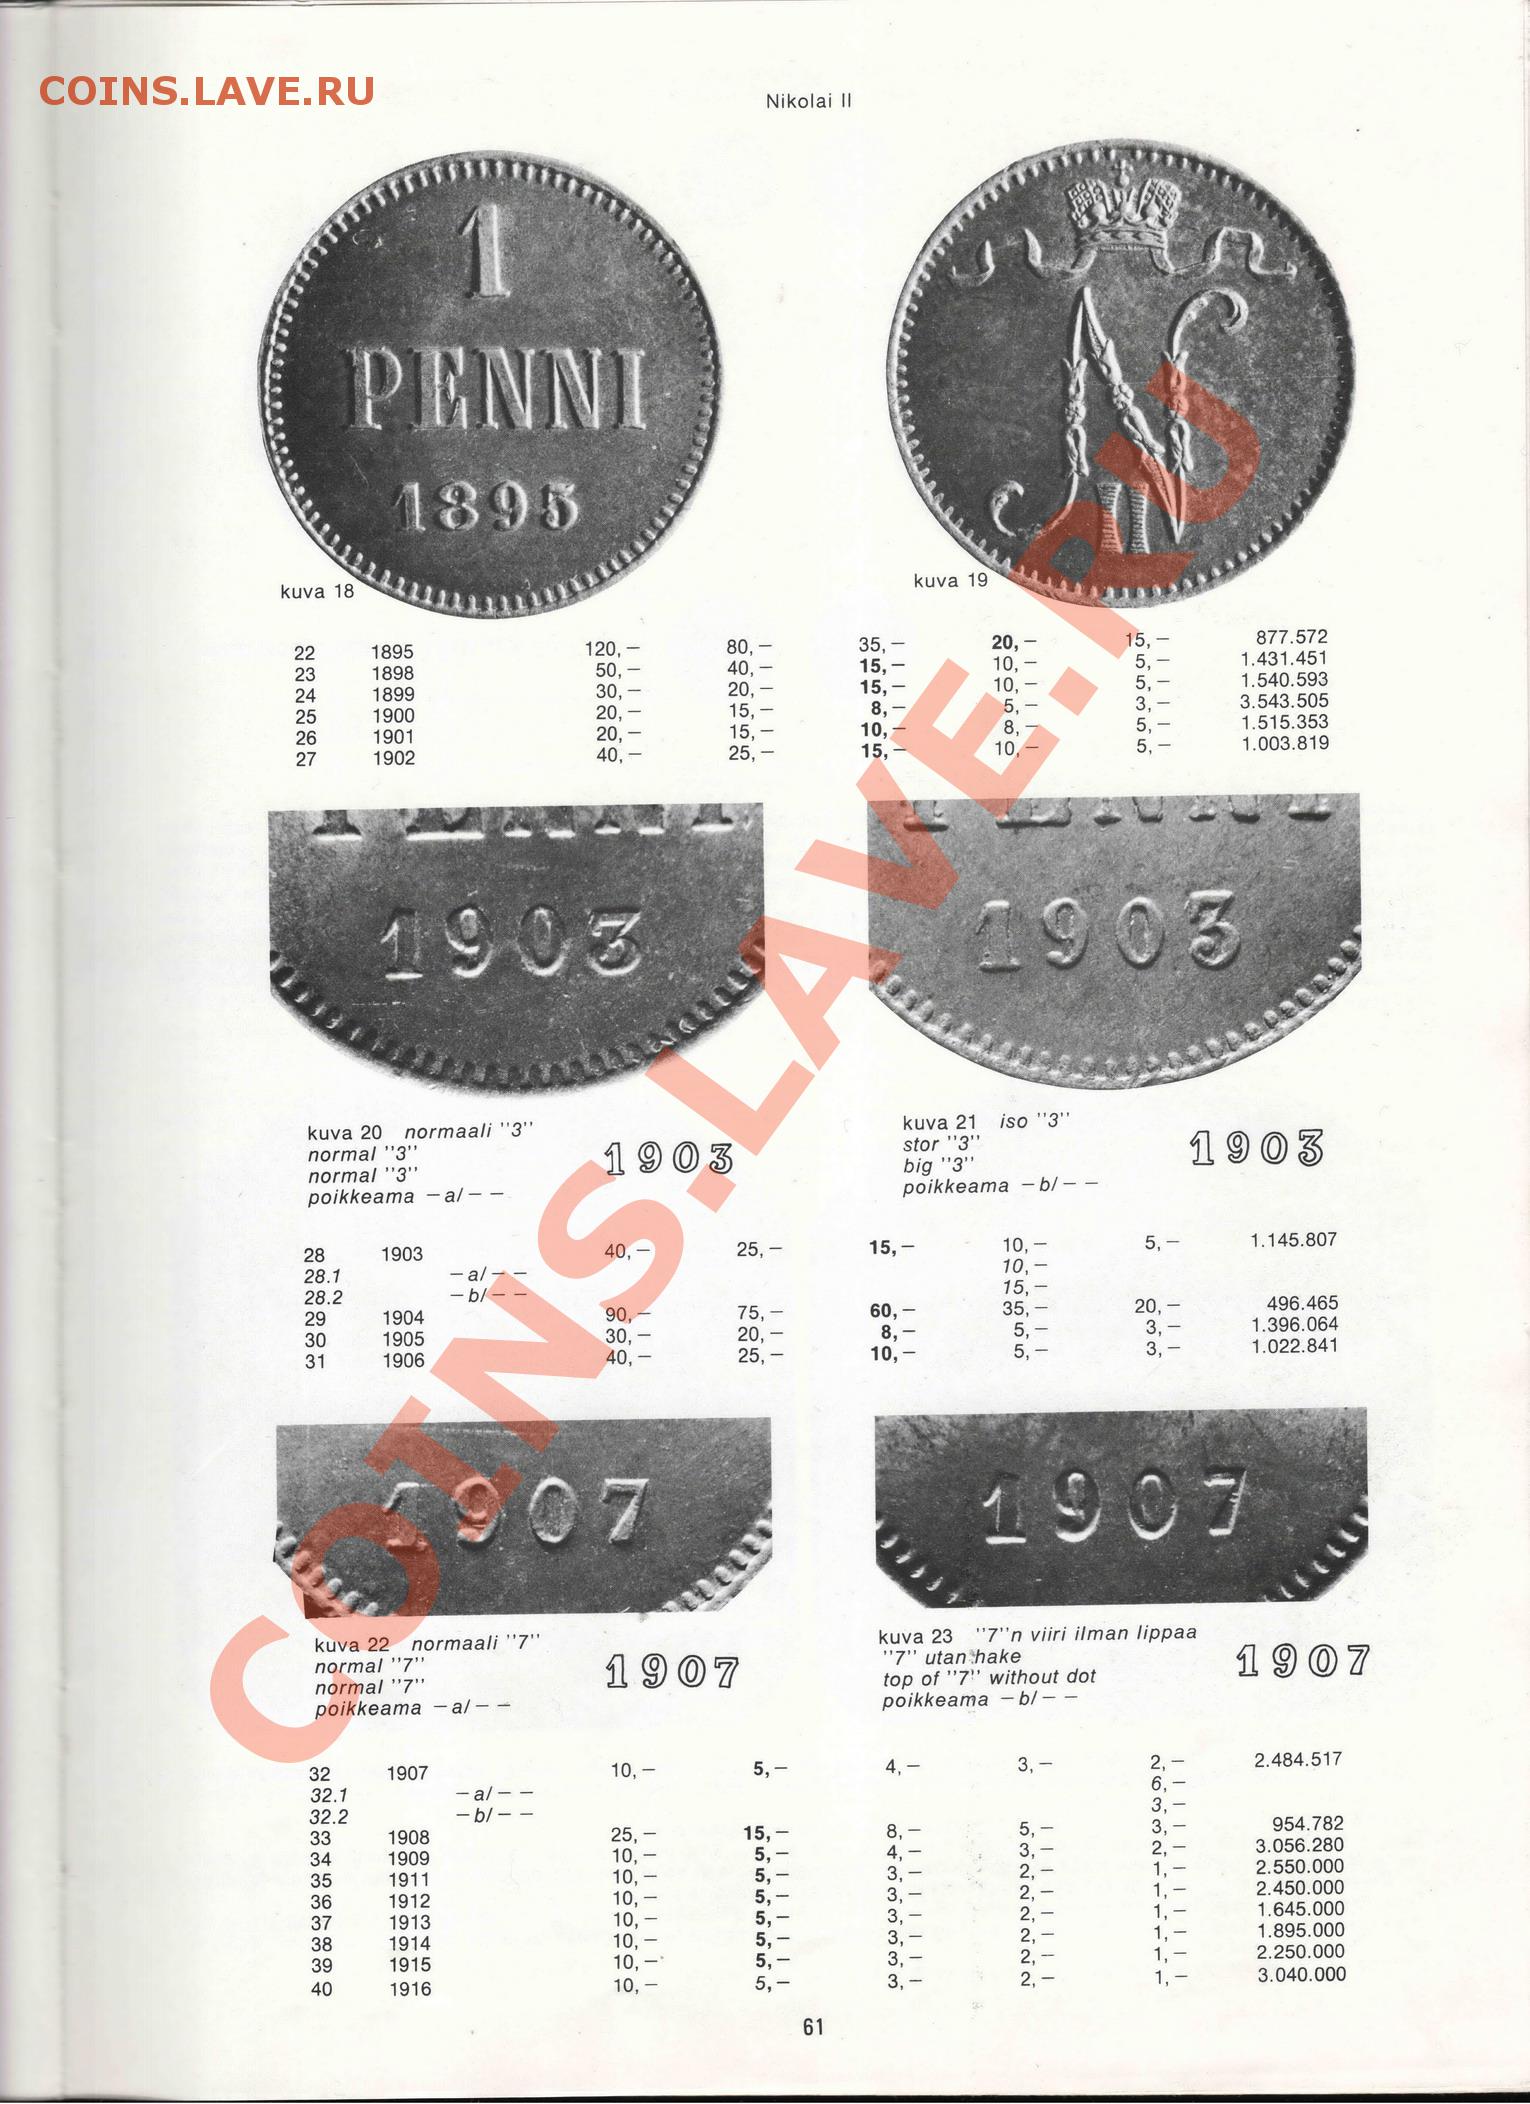 COINS.LAVE.RU
Nikolai II
1
PENNI
1895
II
kuva 18
kuva 19
22 1895 120,— 80,— 35,— 20,— 15,— 877.572
23 1898 50,— 40,— 15,— 10,— 5,— 1.431.451
24 1899 30,— 20,— 15,— 10,— 5,— 1.540.593
25 1900 20,— 15,— 8,— 5,— 3,— 3.543.505
26 1901 20,— 15,— 10,— 8,— 5,— 1.515.353
27 1902 40,— 25,— 15,— 10,— 5,— 1.003.819
1903
1903
kuva 20 normaali "3"
normal "3"
normal "3"
poikkeama —a/— —
1903
kuva 21 iso "3"
stor "3"
big "3"
poikkeama —b/— —
1903
28 1903 40,— 25,— 15,— 10,— 5,— 1.145.807
28.1 —a/— — 10,—
28.2 —b/— — 15,—
29 1904 90,— 75,— 60,— 35,— 20,— 496.465
30 1905 30,— 20,— 8,— 5,— 3,— 1.396.064
31 1906 40,— 25,— 10,— 5,— 3,— 1.022.841
1907
1907
kuva 22 normaali "7"
normal "7"
normal "7"
poikkeama —a/— —
1907
kuva 23 "7"n viiri ilman lippaa
"7" utan hake
top of "7" without dot
poikkeama —b/— —
1907
32 1907 10,— 5,— 4,— 3,— 2,— 2.484.517
32.1 —a/— — 6,—
32.2 —b/— — 3,—
33 1908 25,— 15,— 8,— 5,— 3,— 954.782
34 1909 10,— 5,— 4,— 3,— 2,— 3.056.280
35 1911 10,— 5,— 3,— 2,— 1,— 2.550.000
36 1912 10,— 5,— 3,— 2,— 1,— 2.450.000
37 1913 10,— 5,— 3,— 2,— 1,— 1.645.000
38 1914 10,— 5,— 3,— 2,— 1,— 1.895.000
39 1915 10,— 5,— 3,— 2,— 1,— 2.250.000
40 1916 10,— 5,— 3,— 2,— 1,— 3.040.000
61
COINS.LAVE.RU